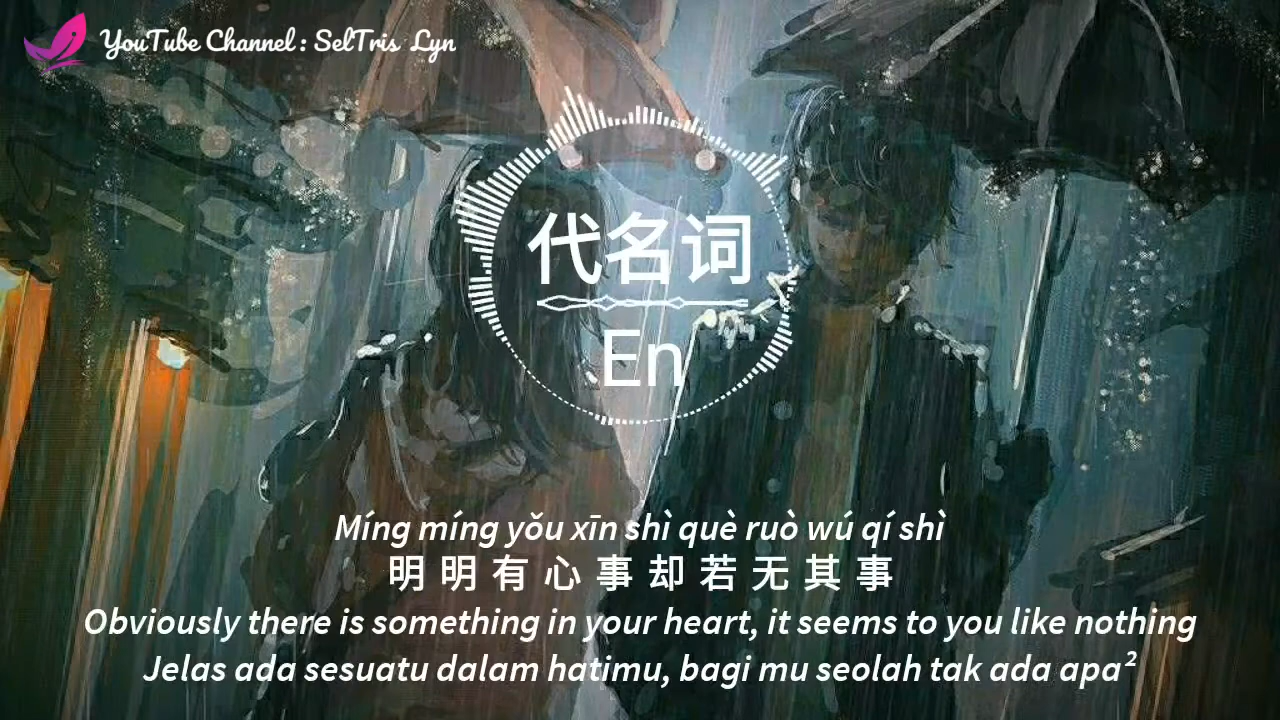 YouTube Channel : SelTris Lyn
代名词
En
Míng míng yǒu xīn shì què ruò wú qí shì
明明有心事却若无其事
Obviously there is something in your heart, it seems to you like nothing
Jelas ada sesuatu dalam hatimu, bagi mu seolah tak ada apa²